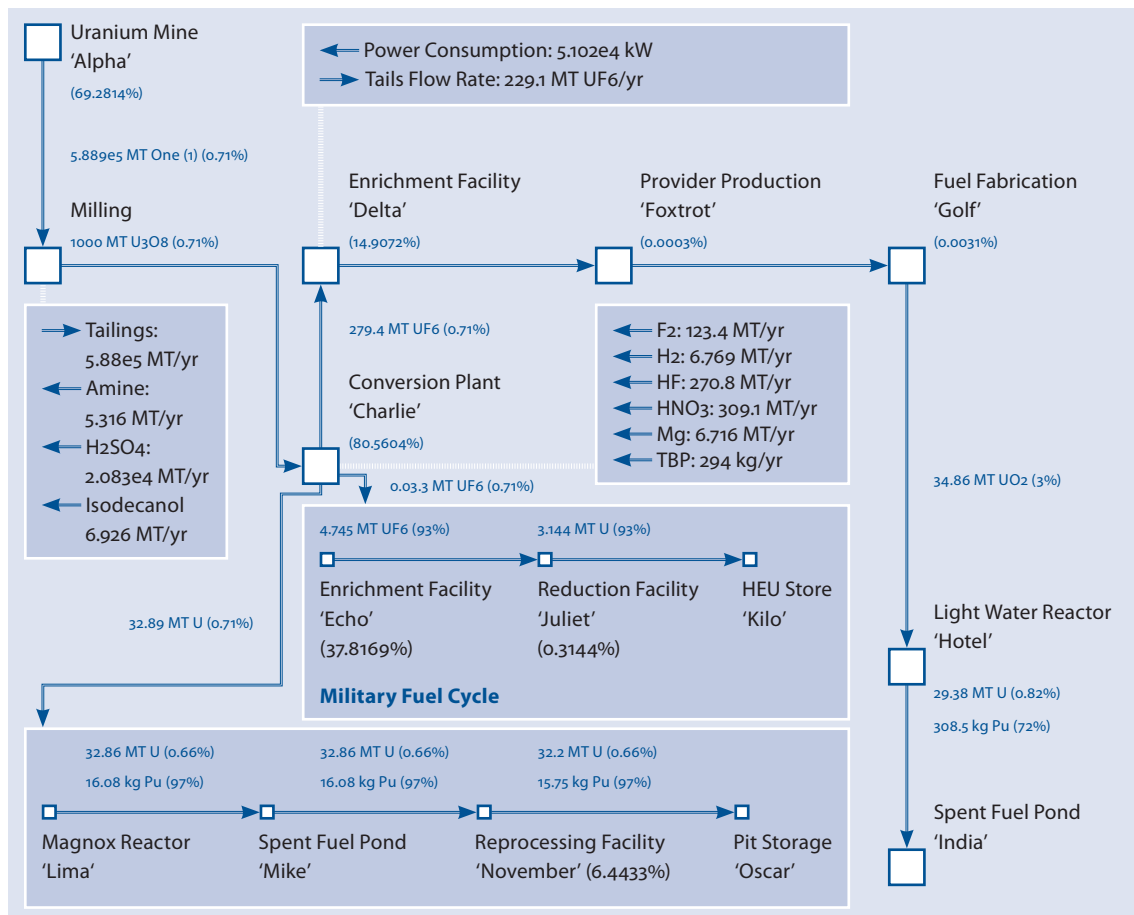 Uranium Mine
‘Alpha’
(69.2814%)
5.889e5 MT One (1) (0.71%)
Milling
1000 MT U3O8 (0.71%)
Tailings:
5.88e5 MT/yr
Amine:
5.316 MT/yr
H2SO4:
2.083e4 MT/yr
Isodecanol
6.926 MT/yr
Power Consumption: 5.102e4 kW
Tails Flow Rate: 229.1 MT UF6/yr
Enrichment Facility
‘Delta’
(14.9072%)
Provider Production
‘Foxtrot’
(0.0003%)
Fuel Fabrication
‘Golf’
(0.0031%)
279.4 MT UF6 (0.71%)
Conversion Plant
‘Charlie’
(80.5604%)
F2: 123.4 MT/yr
H2: 6.769 MT/yr
HF: 270.8 MT/yr
HNO3: 309.1 MT/yr
Mg: 6.716 MT/yr
TBP: 294 kg/yr
0.03.3 MT UF6 (0.71%)
34.86 MT UO2 (3%)
4.745 MT UF6 (93%)
3.144 MT U (93%)
Enrichment Facility
‘Echo’
(37.8169%)
Reduction Facility
‘Juliet’
(0.3144%)
HEU Store
‘Kilo’
Military Fuel Cycle
32.89 MT U (0.71%)
Light Water Reactor
‘Hotel’
29.38 MT U (0.82%)
308.5 kg Pu (72%)
32.86 MT U (0.66%)
16.08 kg Pu (97%)
32.86 MT U (0.66%)
16.08 kg Pu (97%)
32.2 MT U (0.66%)
15.75 kg Pu (97%)
Magnox Reactor
‘Lima‘
Spent Fuel Pond
‘Mike’
Reprocessing Facility
‘November’ (6.4433%)
Pit Storage
‘Oscar’
Spent Fuel Pond
‘India’